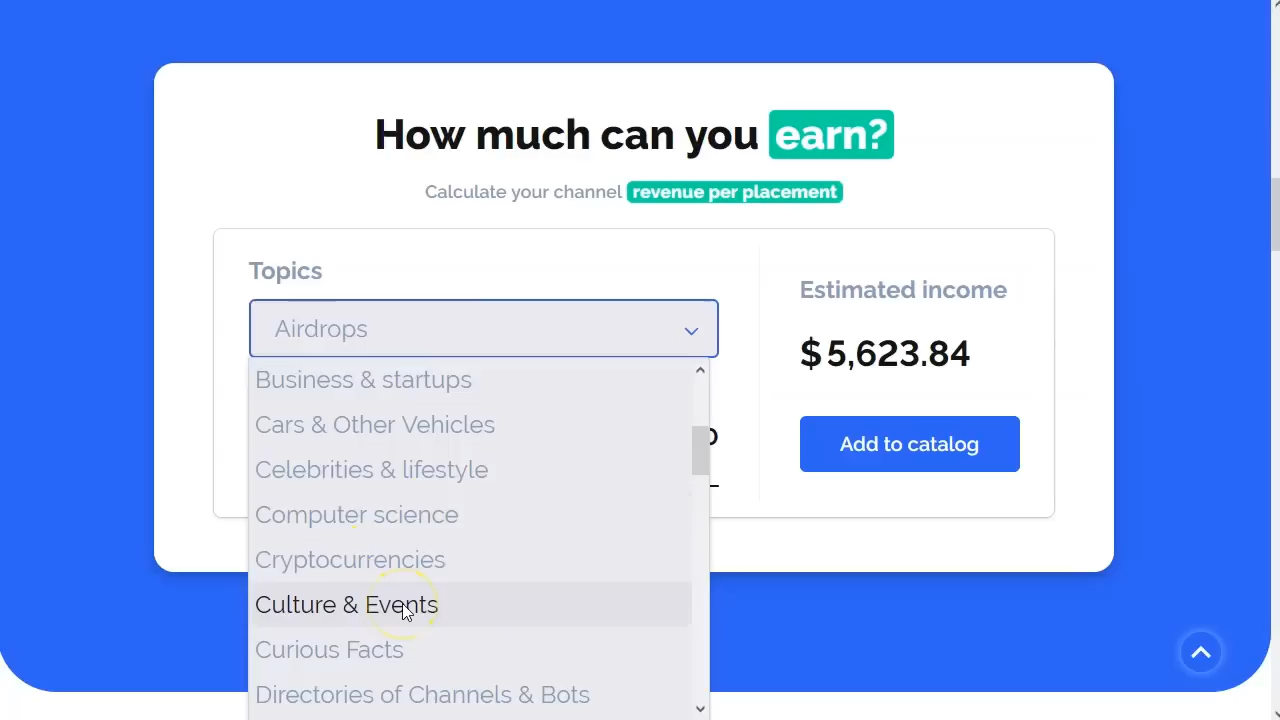 How much can you earn?
Calculate your channel revenue per placement
Topics
Airdrops
Business & startups
Cars & Other Vehicles
Celebrities & lifestyle
Computer science
Cryptocurrencies
Culture & Events
Curious Facts
Directories of Channels & Bots
Estimated income
$ 5,623.84
Add to catalog